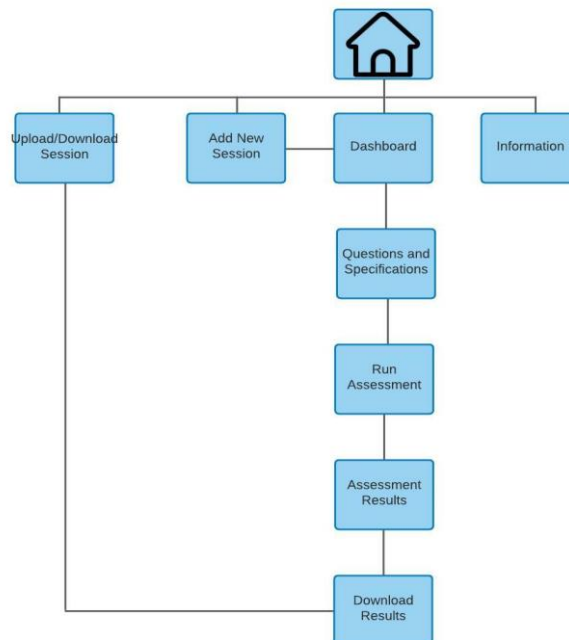 Upload/Download
Session
Add New
Session
Dashboard
Information
Questions and
Specifications
Run
Assessment
Assessment
Results
Download
Results